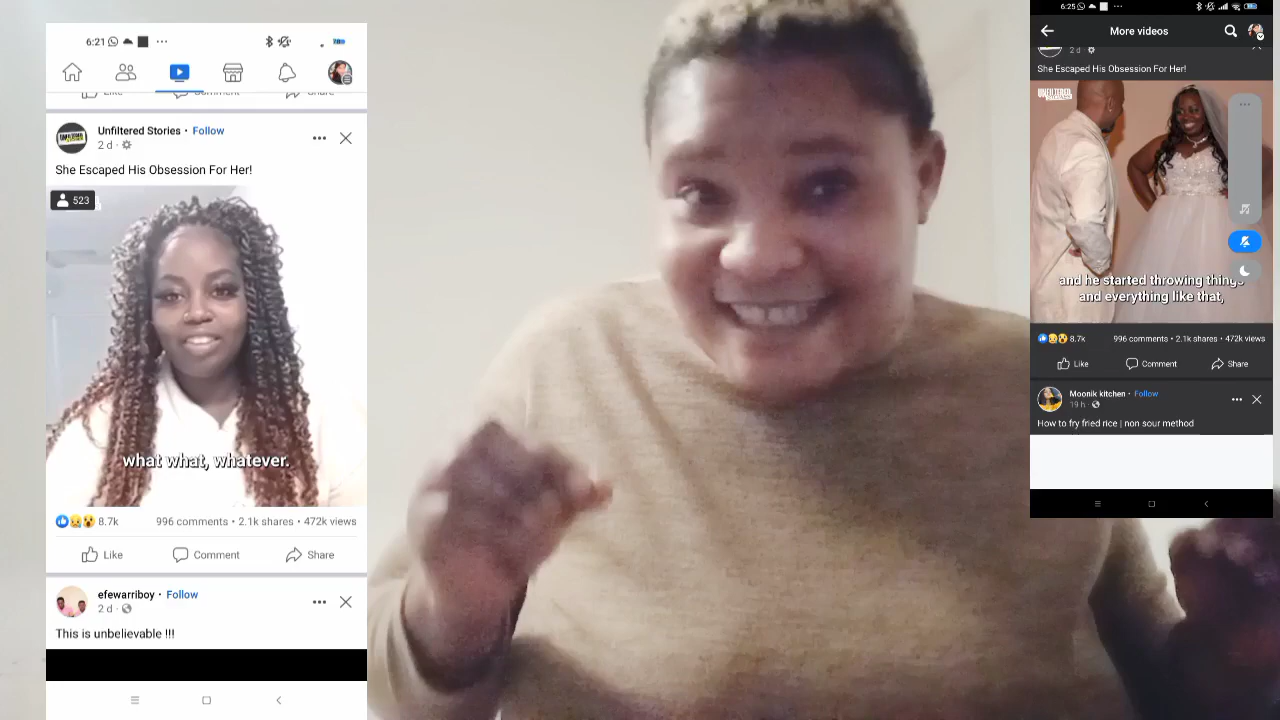 6:21
Like
Comment
Share
Unfiltered Stories · Follow
2 d ·
She Escaped His Obsession For Her!
523
what what, whatever.
8.7k
996 comments • 2.1k shares • 472k views
Like
Comment
Share
efewarriboy · Follow
2 d ·
This is unbelievable !!!
6:25
More videos
2 d ·
She Escaped His Obsession For Her!
UNFILTERED
and he started throwing things
and everything like that,
8.7k
996 comments • 2.1k shares • 472k views
Like
Comment
Share
Moonik kitchen · Follow
19 h ·
How to fry fried rice | non sour method